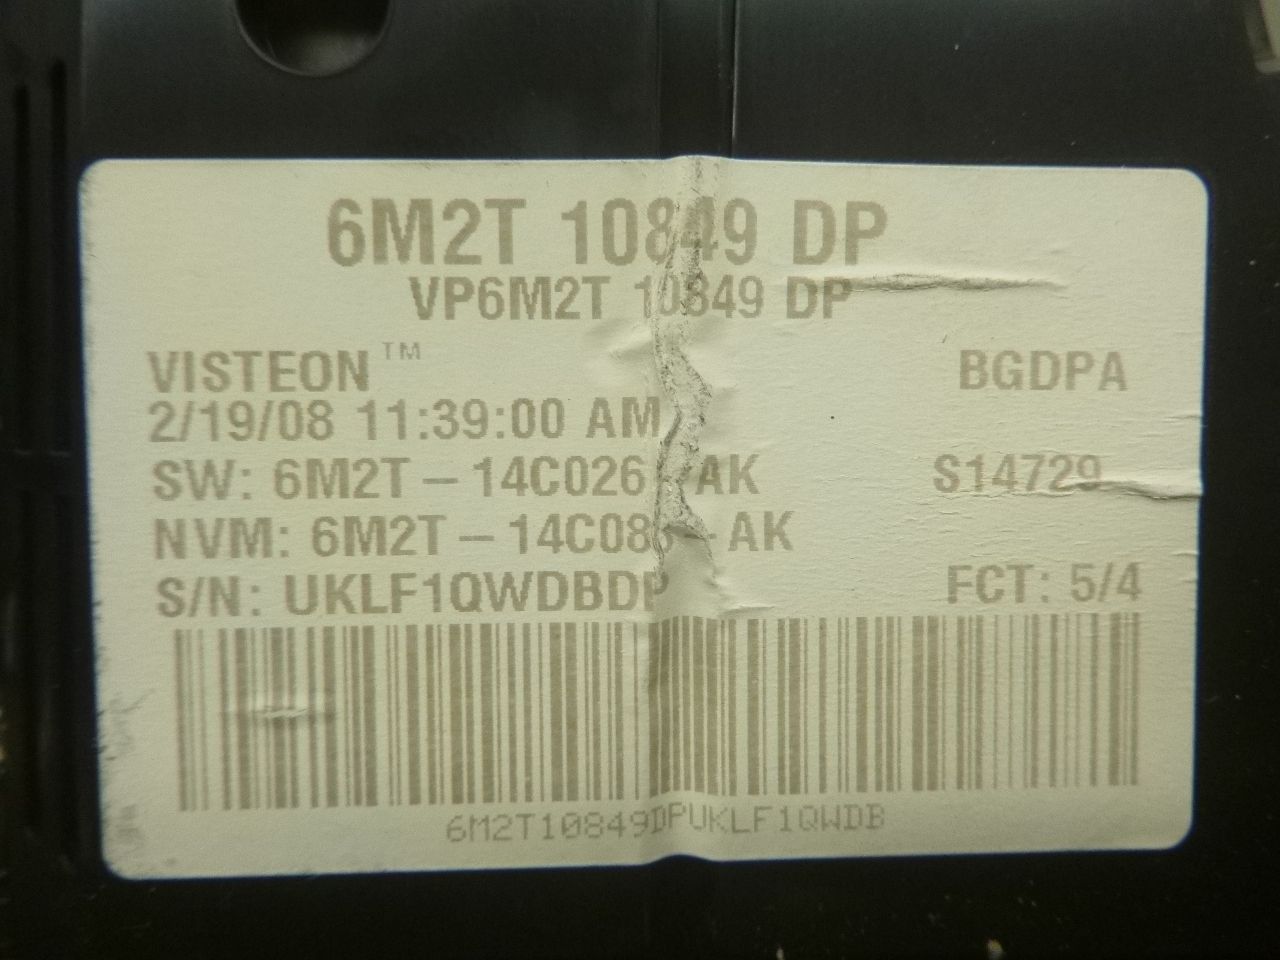 6M2T 10849 DP
VP6M2T 10849 DP
VISTEON™ BGDPA
2/19/08 11:39:00 AM
SW: 6M2T – 14C026 AK S14729
NVM: 6M2T – – AK
S/N: UKLF1QWDBDP FCT: 5/4
6M2T10849DPUKLF1QWDB